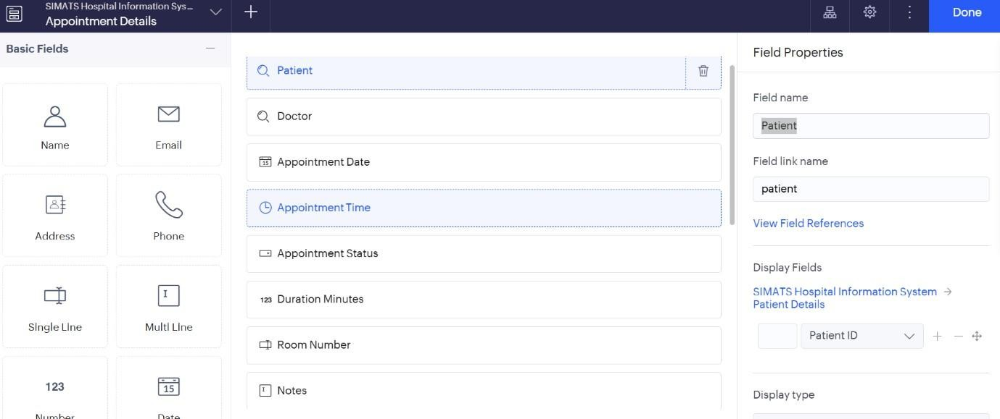 SIMATS Hospital Information Sys...
Appointment Details
Done
Basic Fields
Name
Email
Address
Phone
Single Line
Multi Line
123
Number
15
Date
Patient
Doctor
15
Appointment Date
Appointment Time
Appointment Status
123 Duration Minutes
Room Number
Notes
Field Properties
Field name
Patient
Field link name
patient
View Field References
Display Fields
SIMATS Hospital Information System →
Patient Details
Patient ID
Display type